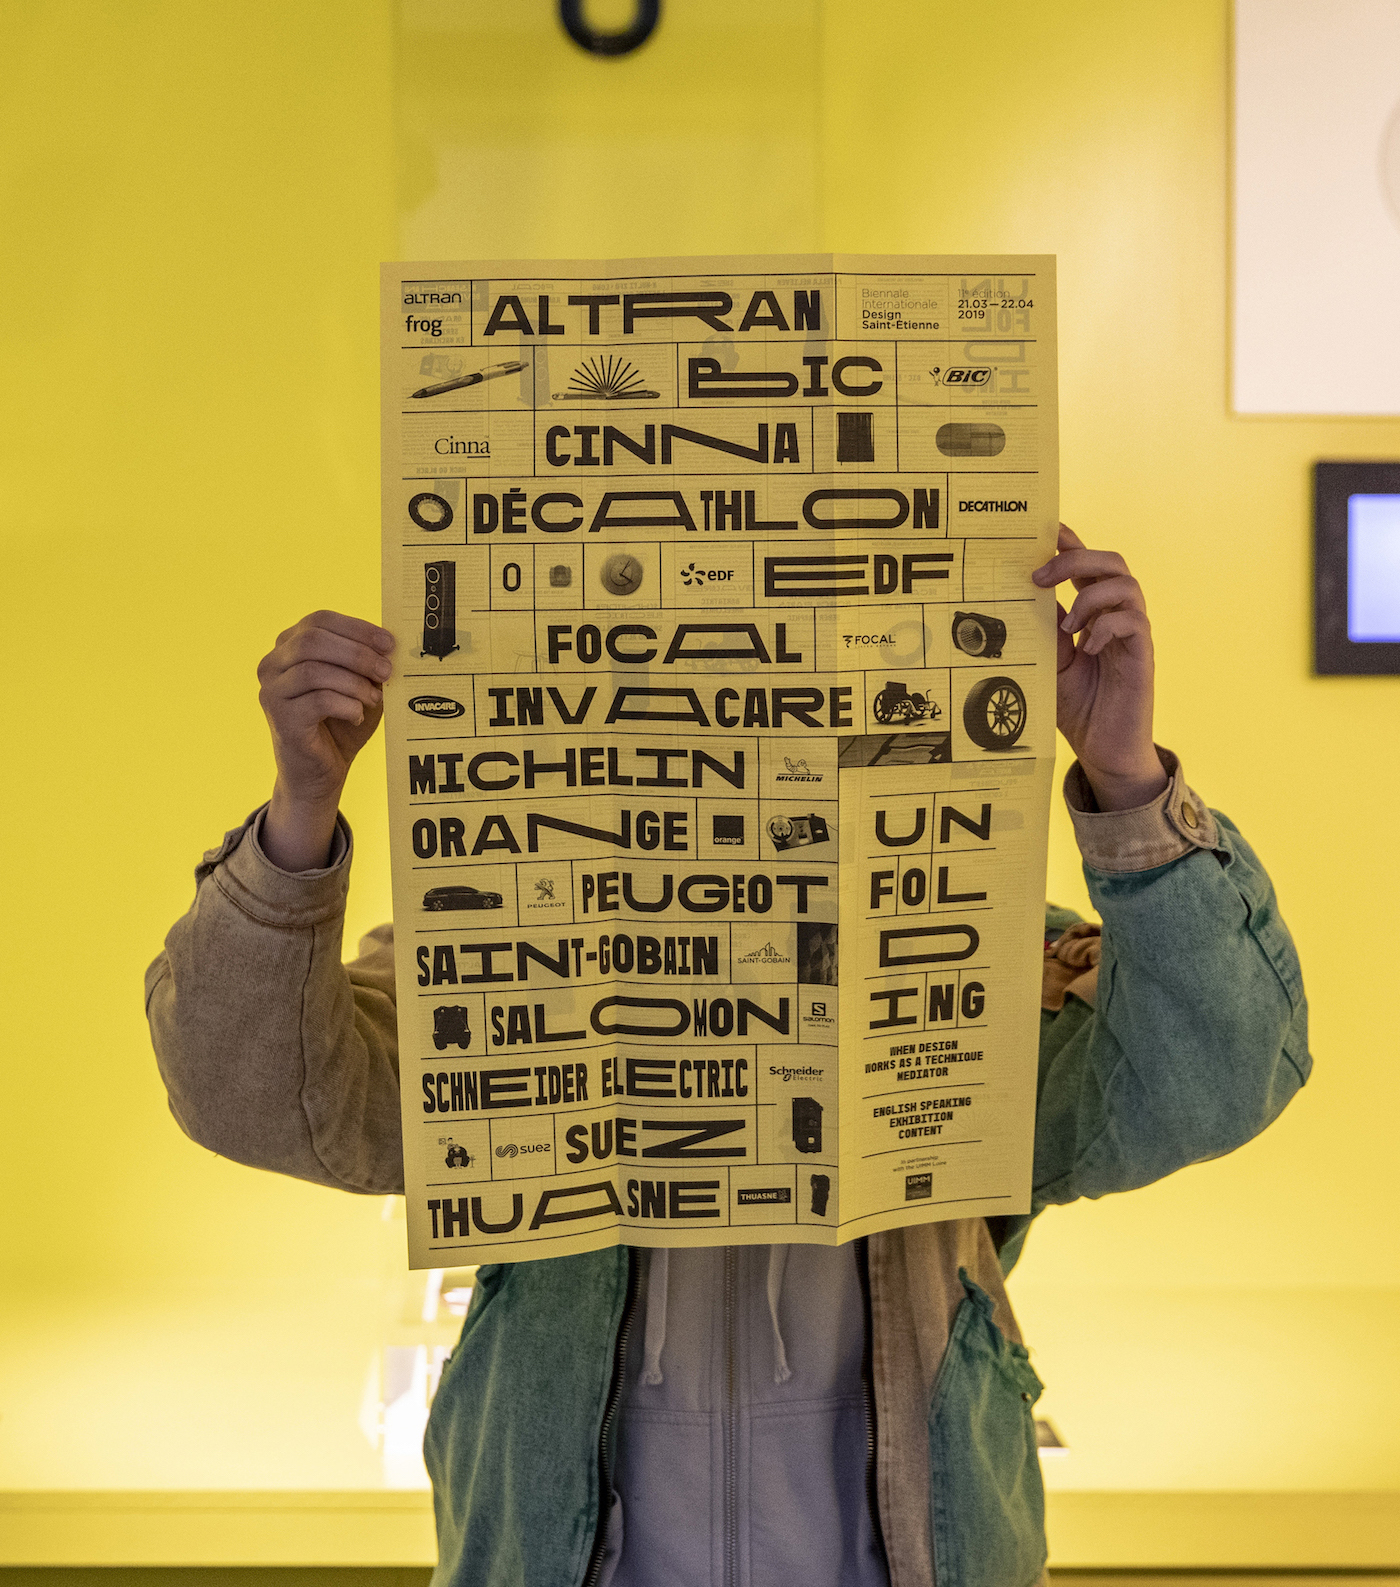 altran
frog
ALTRAN
Biennale
Internationale
Design
Saint-Étienne
11e édition
21.03—22.04
2019
BIC
BiC
Cinna
CINNA
DÉCATHLON
DECATHLON
eDF
EDF
FOCAL
FOCAL
INVACARE
INVACARE
MICHELIN
MICHELIN
ORANGE
orange
PEUGEOT
PEUGEOT
SAINT-GOBAIN
SAINT-GOBAIN
SALOMON
S
salomon
SCHNEIDER ELECTRIC
Schneider
Electric
suez
SUEZ
THUASNE
THUASNE
UN
FOL
D
ING
WHEN DESIGN
WORKS AS A TECHNIQUE
MEDIATOR
ENGLISH SPEAKING
EXHIBITION
CONTENT
In partnership
with the UIMM Loire
UIMM